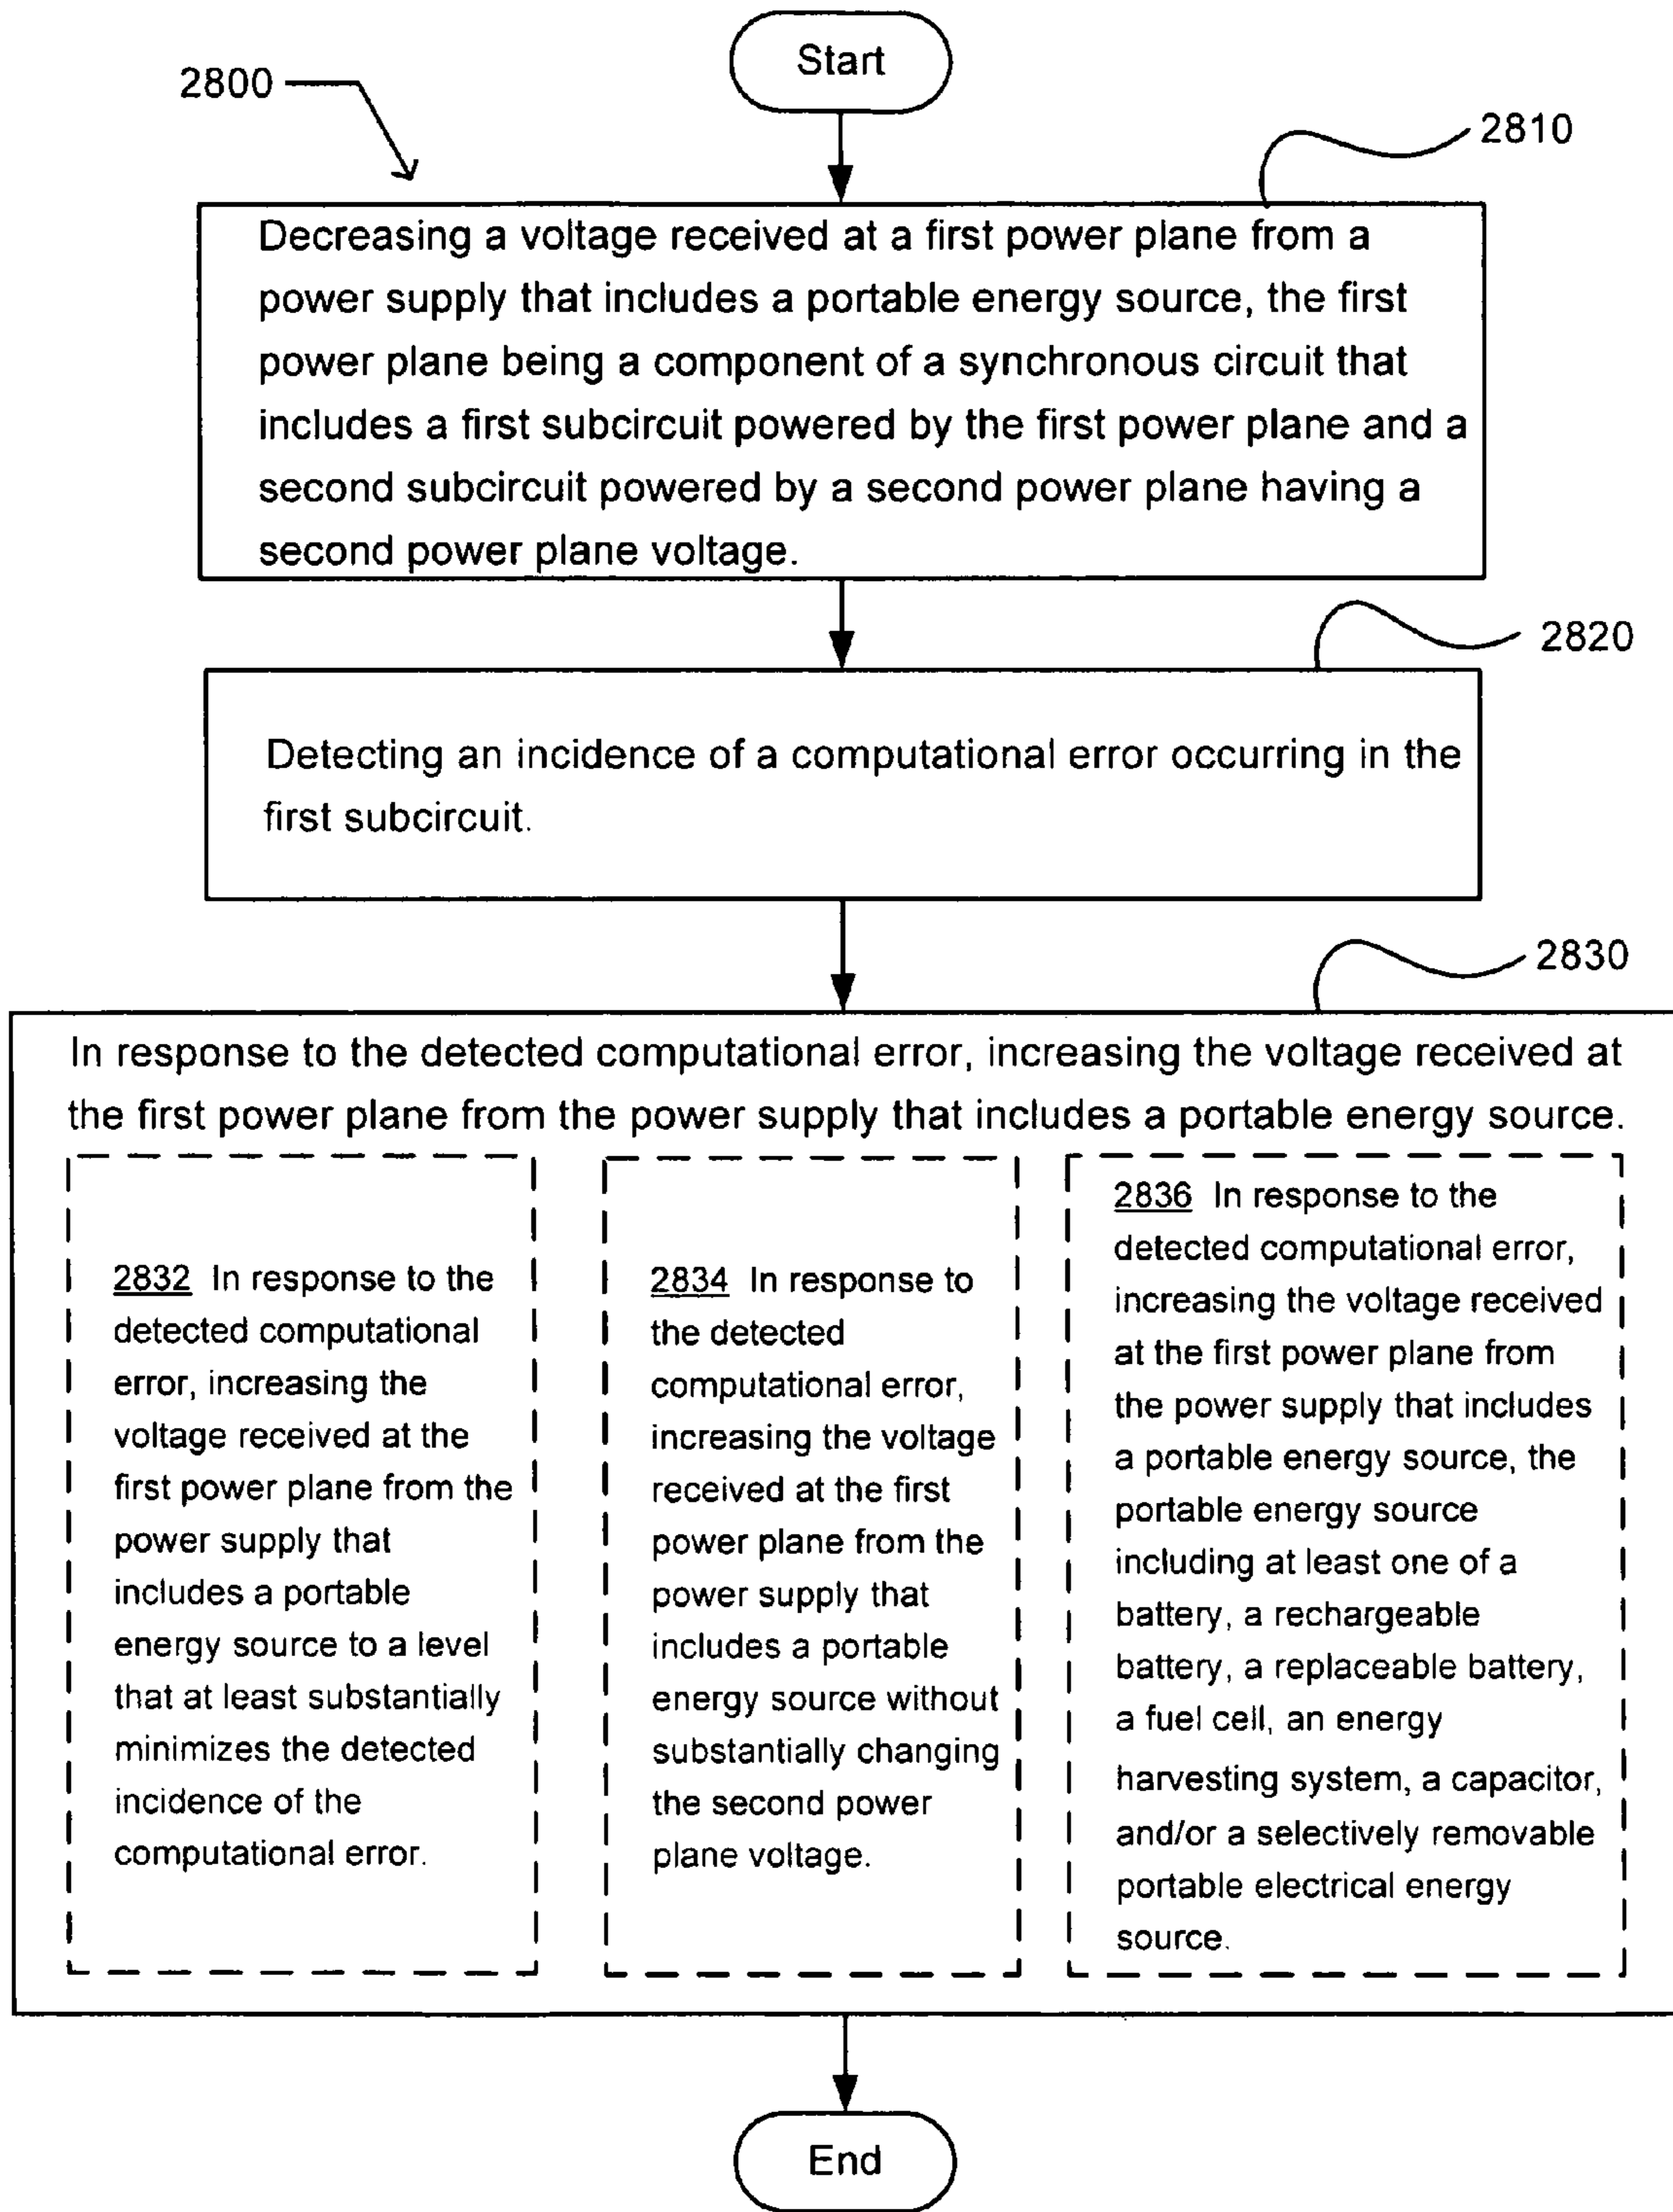 Start
2800
2810
Decreasing a voltage received at a first power plane from a
power supply that includes a portable energy source, the first
power plane being a component of a synchronous circuit that
includes a first subcircuit powered by the first power plane and a
second subcircuit powered by a second power plane having a
second power plane voltage.
2820
Detecting an incidence of a computational error occurring in the
first subcircuit.
2830
In response to the detected computational error, increasing the voltage received at
the first power plane from the power supply that includes a portable energy source.
2832 In response to the
detected computational
error, increasing the
voltage received at the
first power plane from the
power supply that
includes a portable
energy source to a level
that at least substantially
minimizes the detected
incidence of the
computational error.
2834 In response to
the detected
computational error,
increasing the voltage
received at the first
power plane from the
power supply that
includes a portable
energy source without
substantially changing
the second power
plane voltage.
2836 In response to the
detected computational error,
increasing the voltage received
at the first power plane from
the power supply that includes
a portable energy source, the
portable energy source
including at least one of a
battery, a rechargeable
battery, a replaceable battery,
a fuel cell, an energy
harvesting system, a capacitor,
and/or a selectively removable
portable electrical energy
source.
End